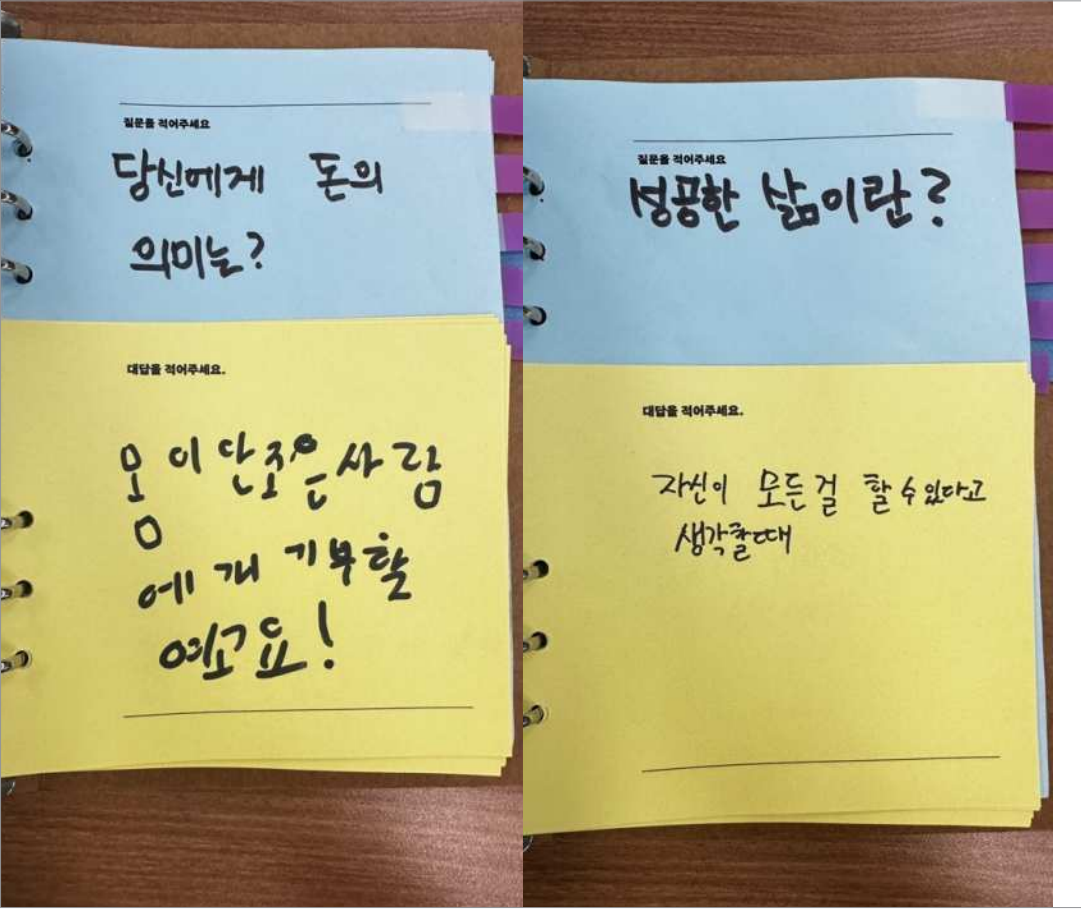 질문을 적어주세요
당신에게 돈의
의미는?
대답을 적어주세요.
몸이 안좋은 사람
에게 기부할
여고요!
질문을 적어주세요
성공한 삶이란?
대답을 적어주세요.
자신이 모든걸 할 수 있다고
생각할때